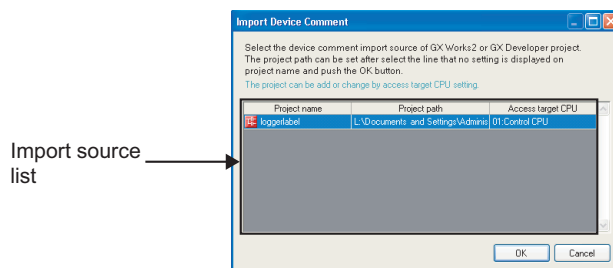 Import Device Comment
Select the device comment import source of GX Works2 or GX Developer project.
The project path can be set after select the line that no setting is displayed on
project name and push the OK button.
The project can be add or change by access target CPU setting.
Project name Project path Access target CPU
loggerlabel L:\Documents and Settings\Adminis 01:Control CPU
Import source
list
OK Cancel